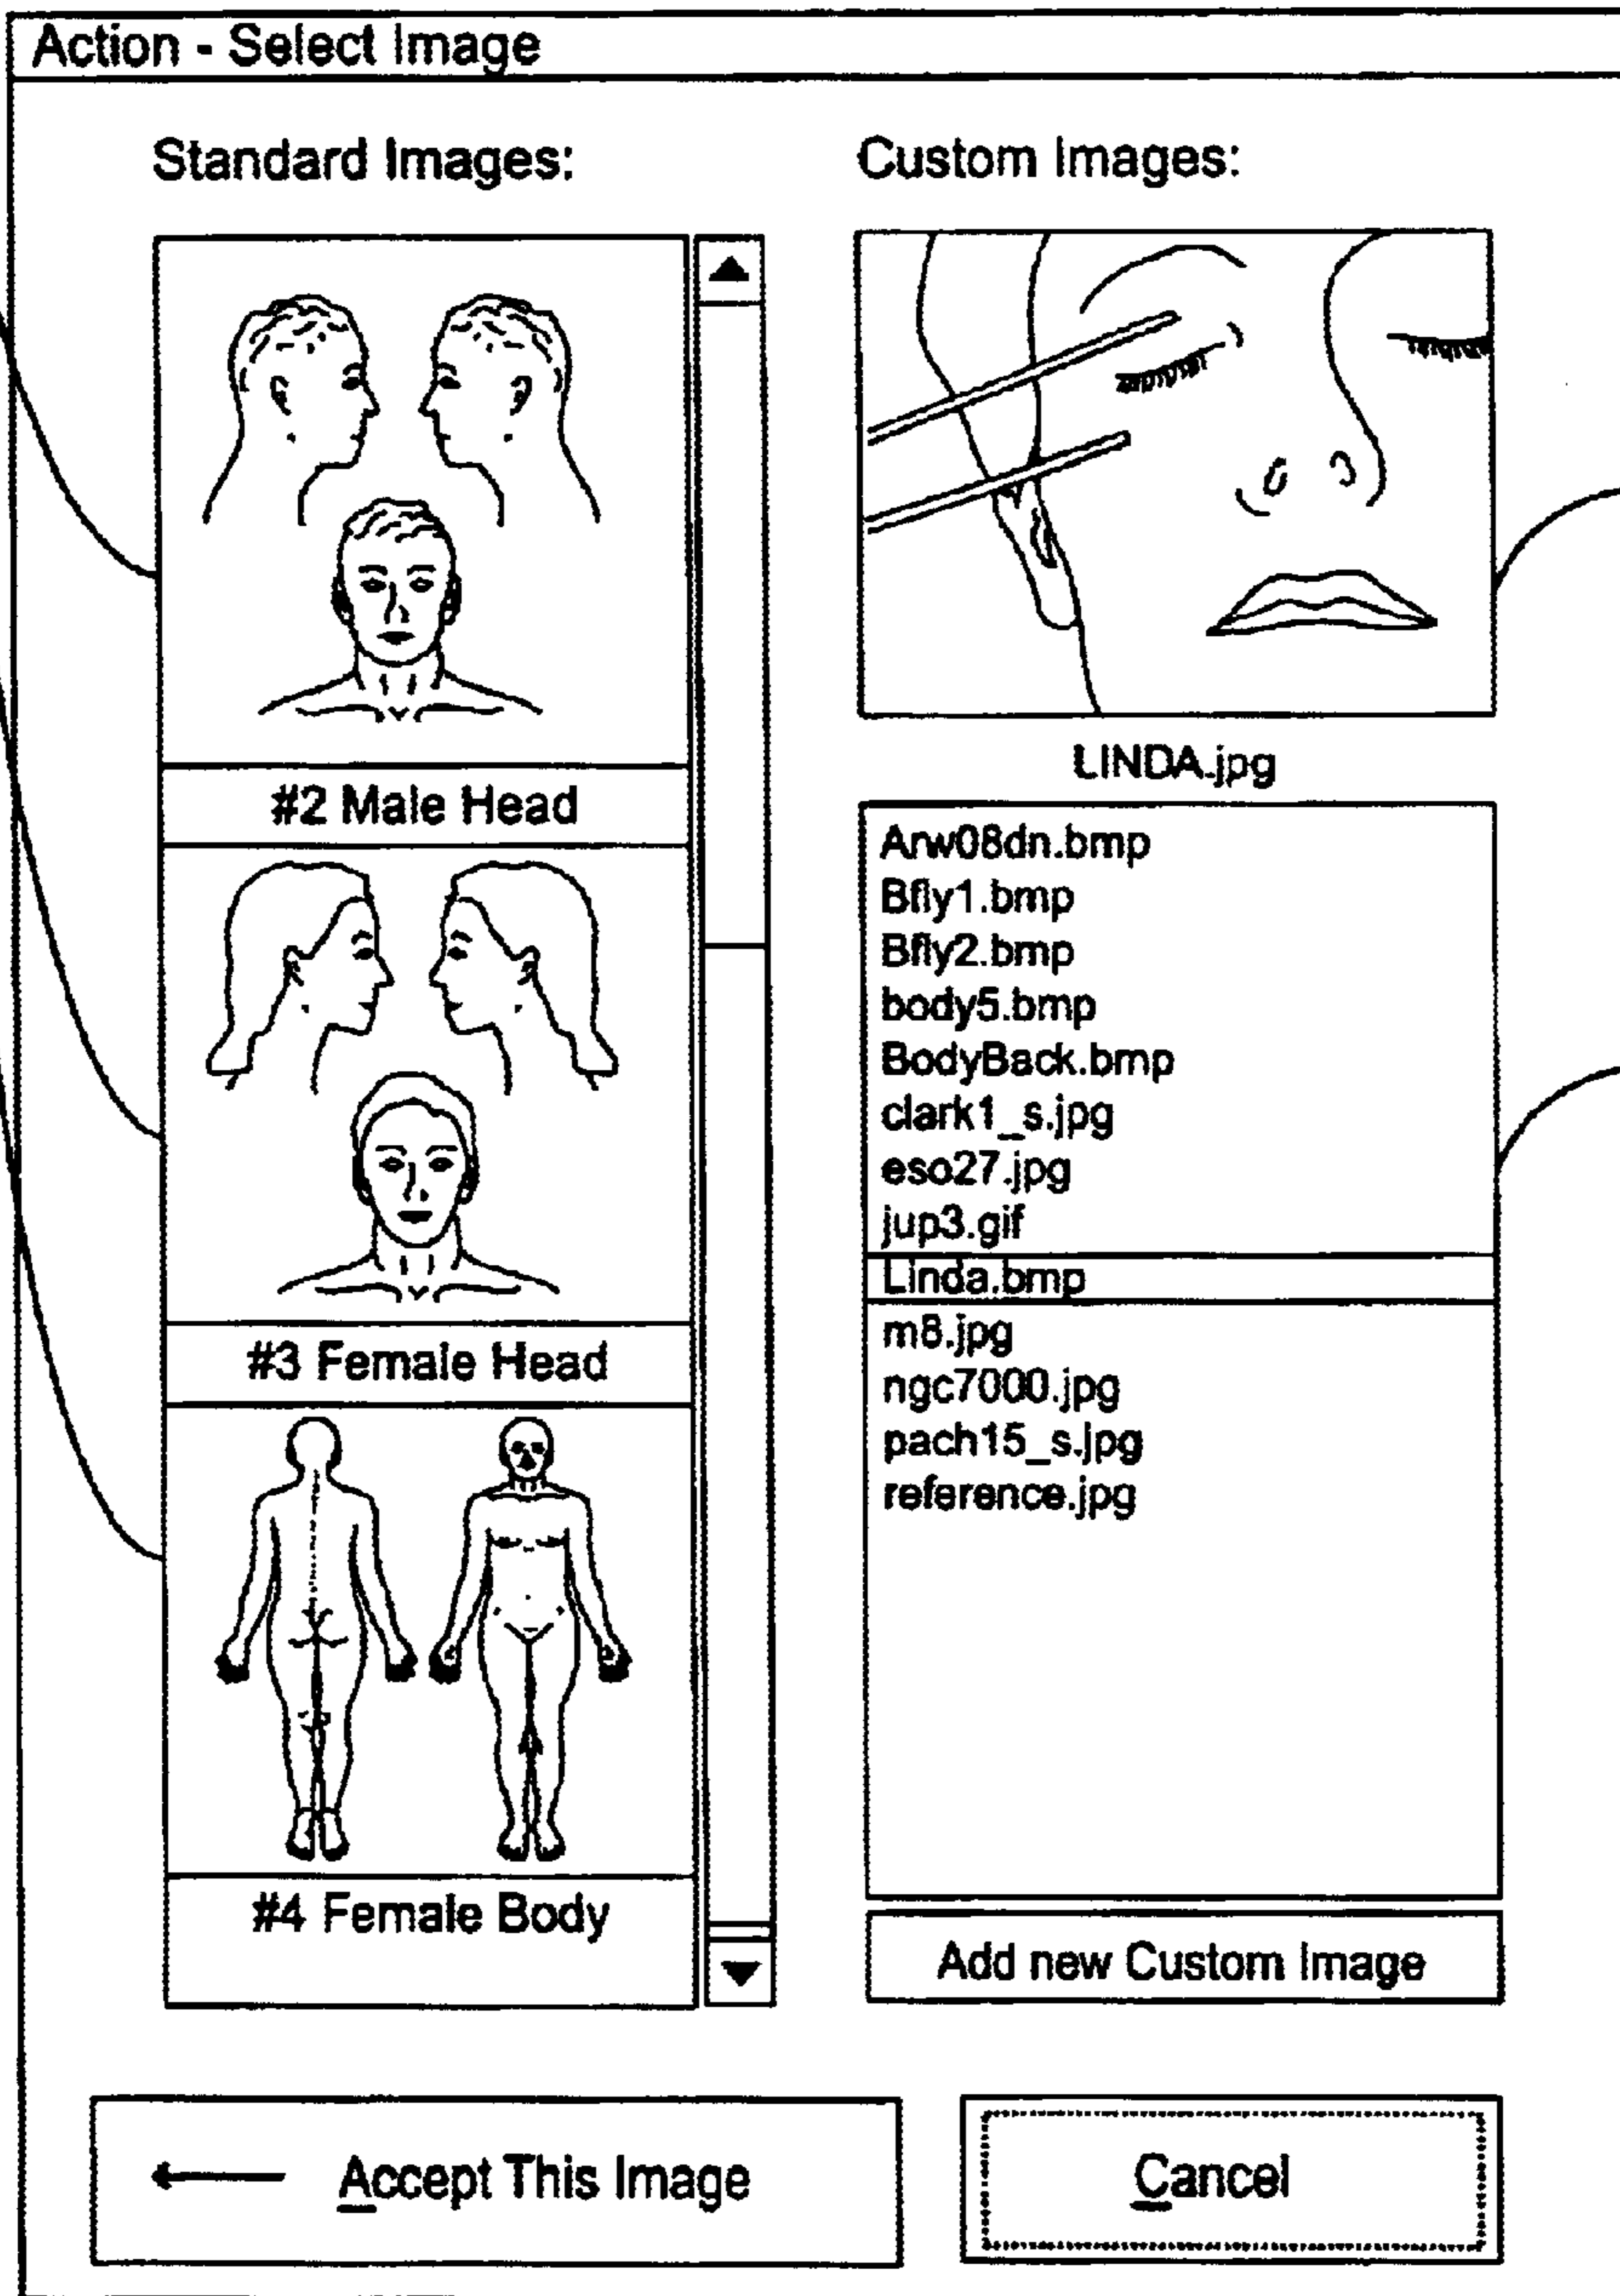 Action - Select Image
Standard Images:
#2 Male Head
#3 Female Head
#4 Female Body
Custom Images:
LINDA.jpg
Arw08dn.bmp
Bfly1.bmp
Bfly2.bmp
body5.bmp
BodyBack.bmp
clark1_s.jpg
eso27.jpg
jup3.gif
Linda.bmp
m8.jpg
ngc7000.jpg
pach15_s.jpg
reference.jpg
Add new Custom Image
Accept This Image
Cancel